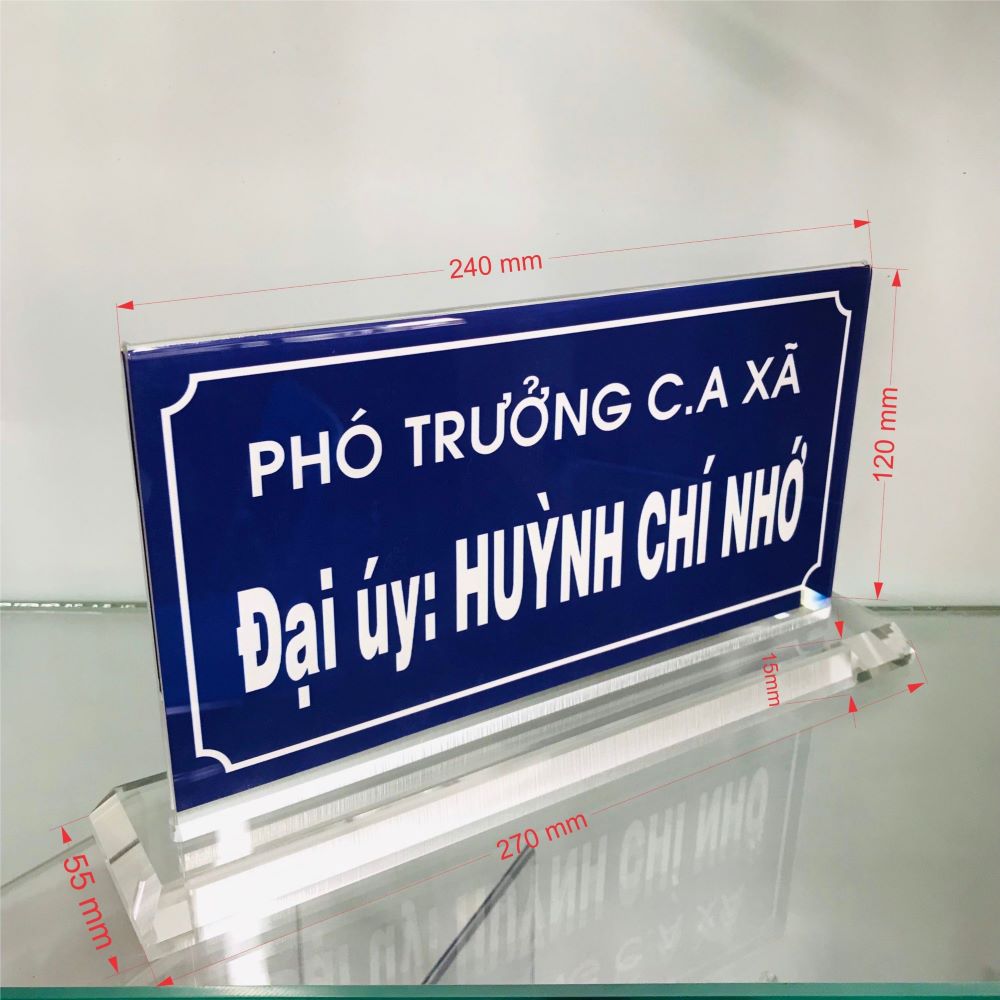 240 mm
PHÓ TRƯỞNG C.A XÃ
120 mm
Đại úy: HUỲNH CHÍ NHỚ
15mm
270 mm
55 mm